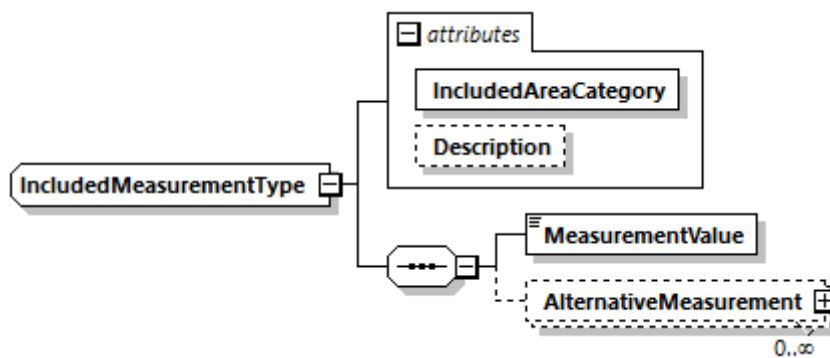 attributes
IncludedAreaCategory
Description
IncludedMeasurementType
MeasurementValue
AlternativeMeasurement
0..∞